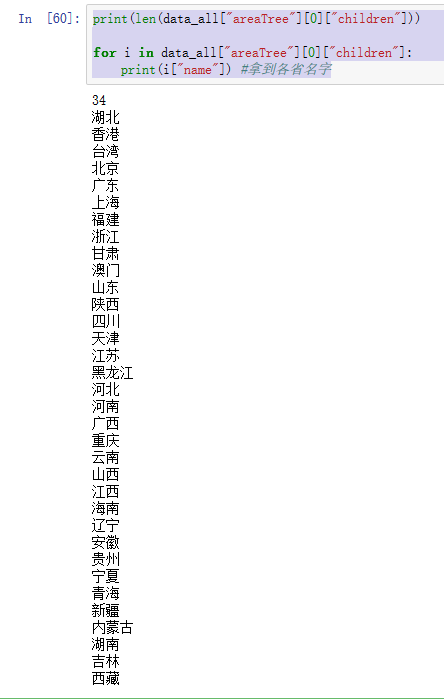 In [60]: print(len(data_all["areaTree"][0]["children"]))
for i in data_all["areaTree"][0]["children"]:
    print(i["name"]) #拿到各省名字
34
湖北
香港
台湾
北京
广东
上海
福建
浙江
甘肃
澳门
山东
陕西
四川
天津
江苏
黑龙江
河北
河南
广西
重庆
云南
山西
江西
海南
辽宁
安徽
贵州
宁夏
青海
新疆
内蒙古
湖南
吉林
西藏